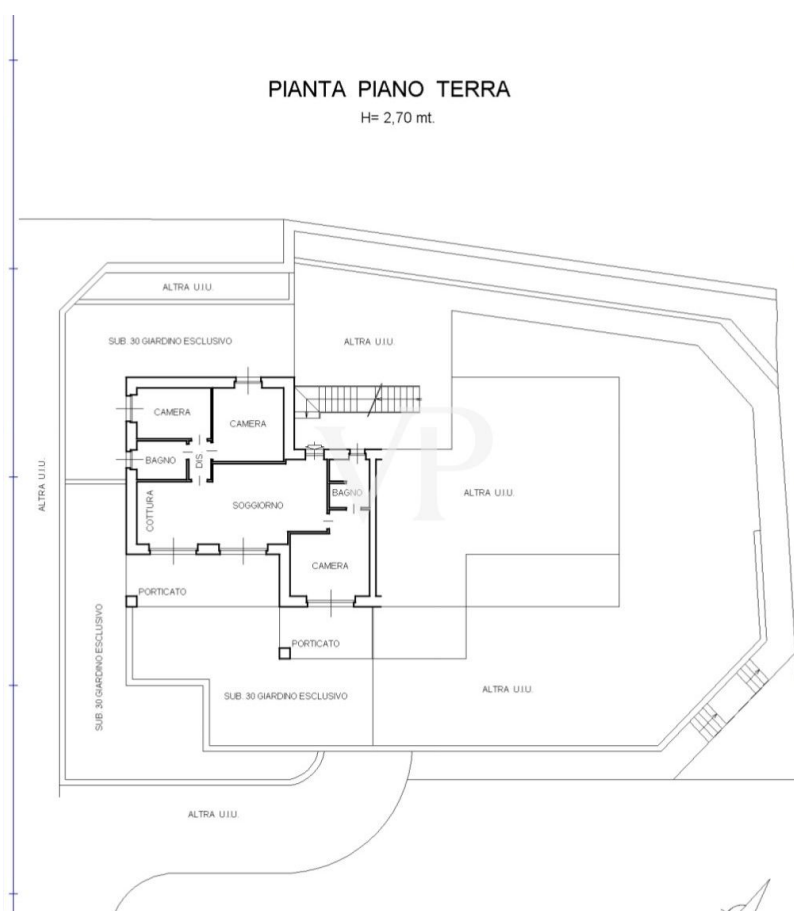 PIANTA PIANO TERRA
H= 2,70 mt.
ALTRA U.I.U.
SUB. 30 GIARDINO ESCLUSIVO
ALTRA U.I.U.
CAMERA
CAMERA
BAGNO
DIS.
ALTRA U.I.U.
COTTURA
SOGGIORNO
BAGNO
ALTRA U.I.U.
CAMERA
PORTICATO
SUB. 30 GIARDINO ESCLUSIVO
PORTICATO
SUB. 30 GIARDINO ESCLUSIVO
ALTRA U.I.U.
ALTRA U.I.U.
VP